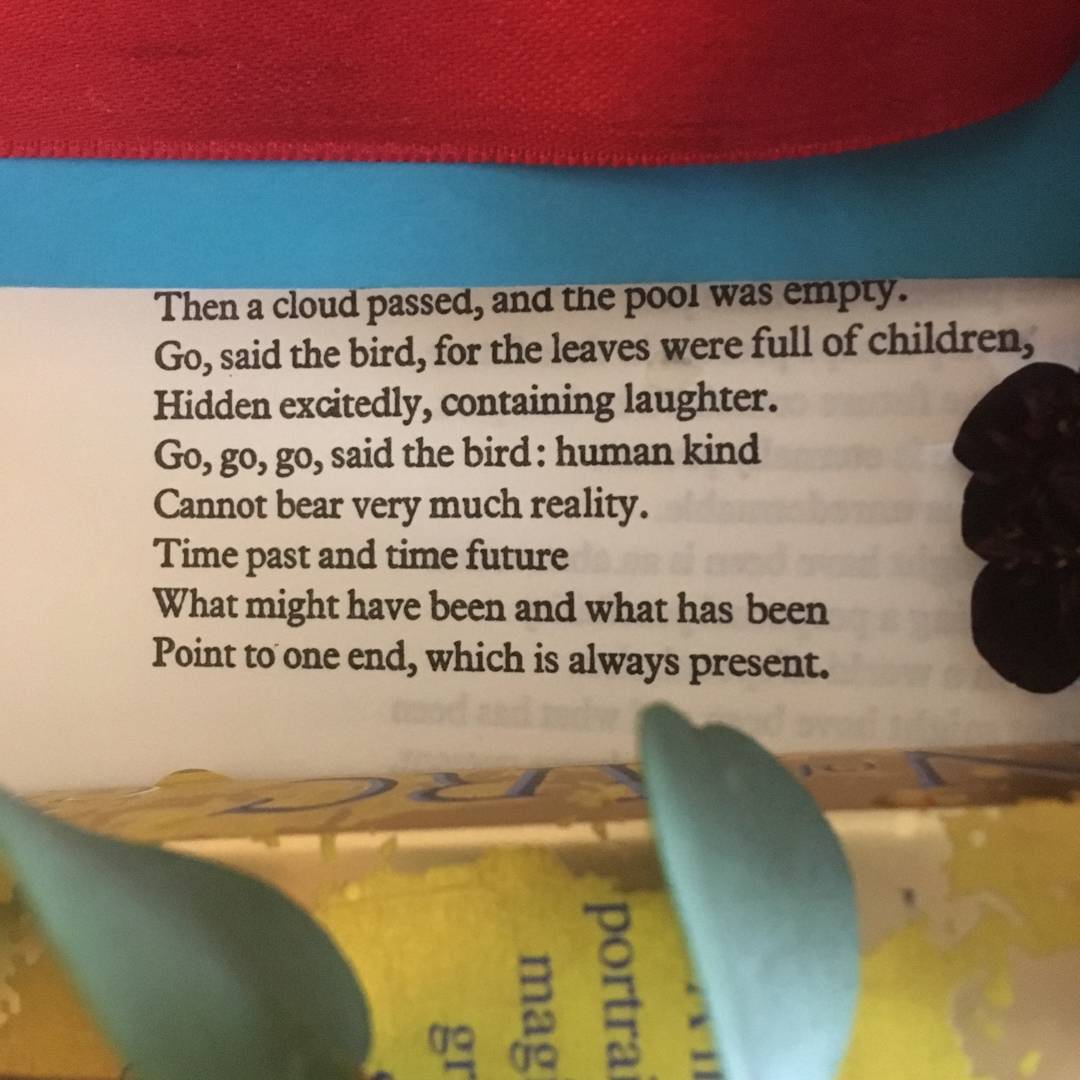 Then a cloud passed, and the pool was empty.
Go, said the bird, for the leaves were full of children,
Hidden excitedly, containing laughter.
Go, go, go, said the bird: human kind
Cannot bear very much reality.
Time past and time future
What might have been and what has been
Point to one end, which is always present.
portrai
mag
gr